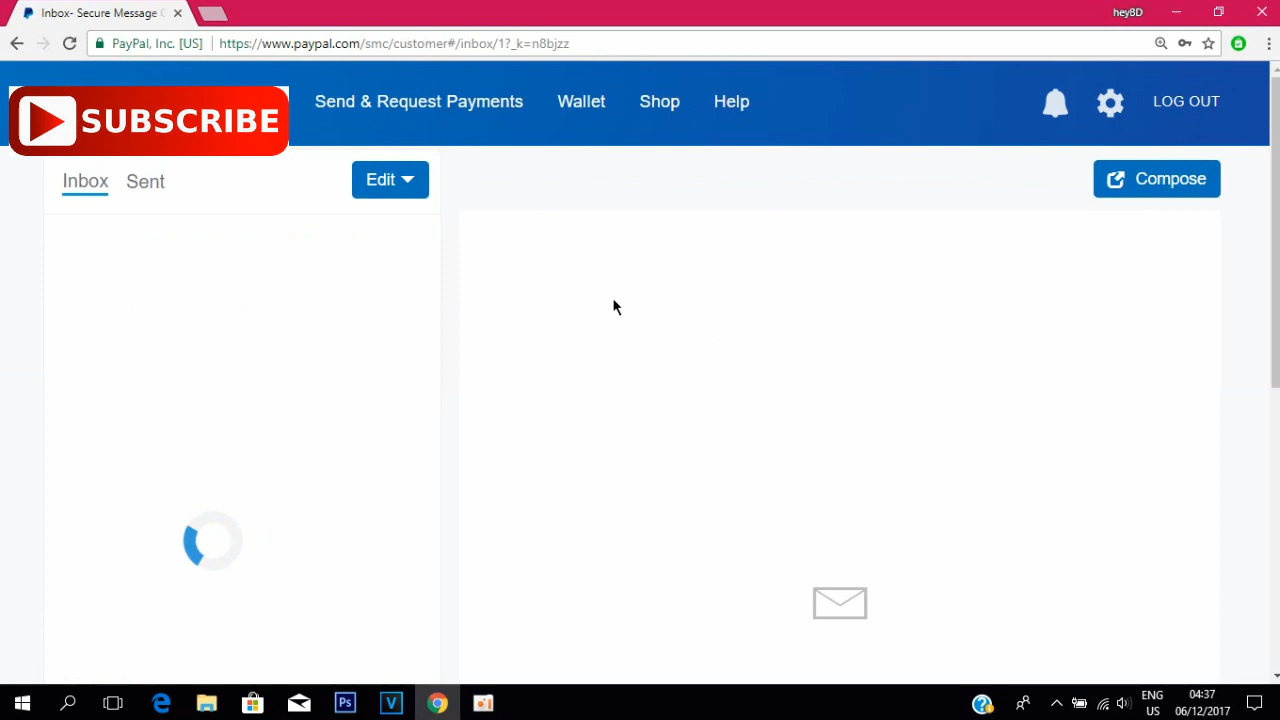 Inbox- Secure Message C
heyBD
PayPal, Inc. [US]
https://www.paypal.com/smc/customer#/inbox/1?_k=n8bjzz
SUBSCRIBE
Send & Request Payments
Wallet
Shop
Help
LOG OUT
Inbox
Sent
Edit
Compose
Ps
V
ENG
US
04:37
06/12/2017